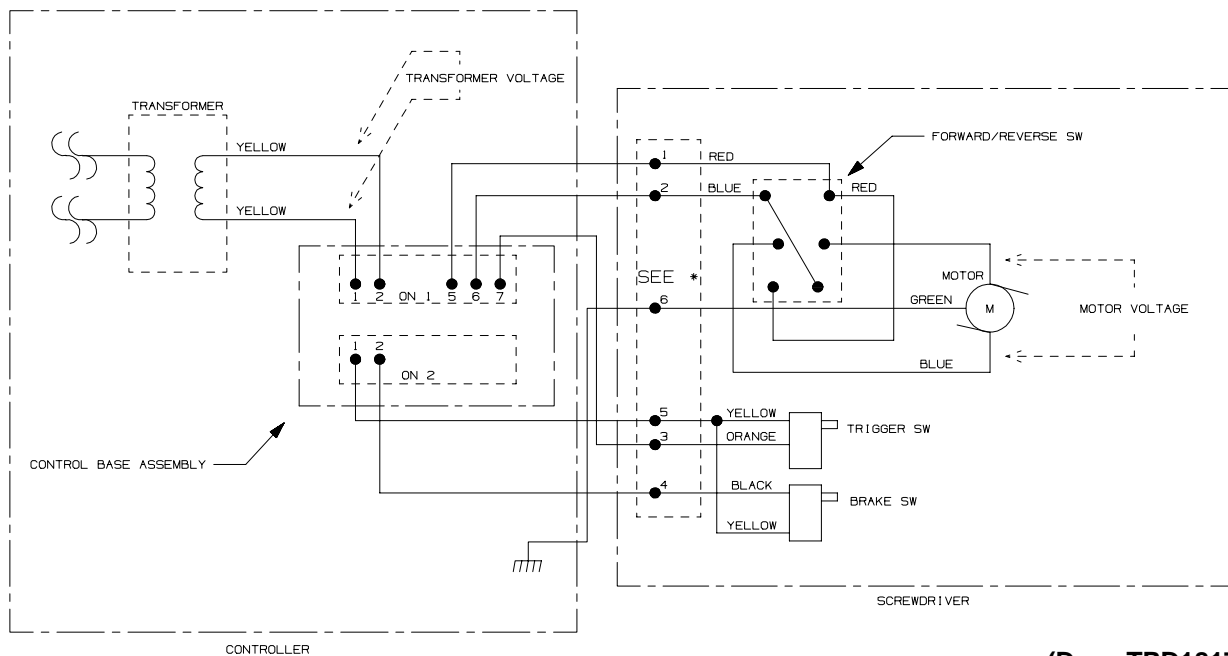 TRANSFORMER VOLTAGE
TRANSFORMER
YELLOW
YELLOW
1 2 ON 1 5 6 7
1 2
ON 2
CONTROL BASE ASSEMBLY
CONTROLLER
FORWARD/REVERSE SW
1 RED
2 BLUE
RED
SEE *
6
MOTOR
GREEN
M
MOTOR VOLTAGE
BLUE
5 YELLOW
TRIGGER SW
3 ORANGE
4 BLACK
BRAKE SW
YELLOW
SCREWDRIVER